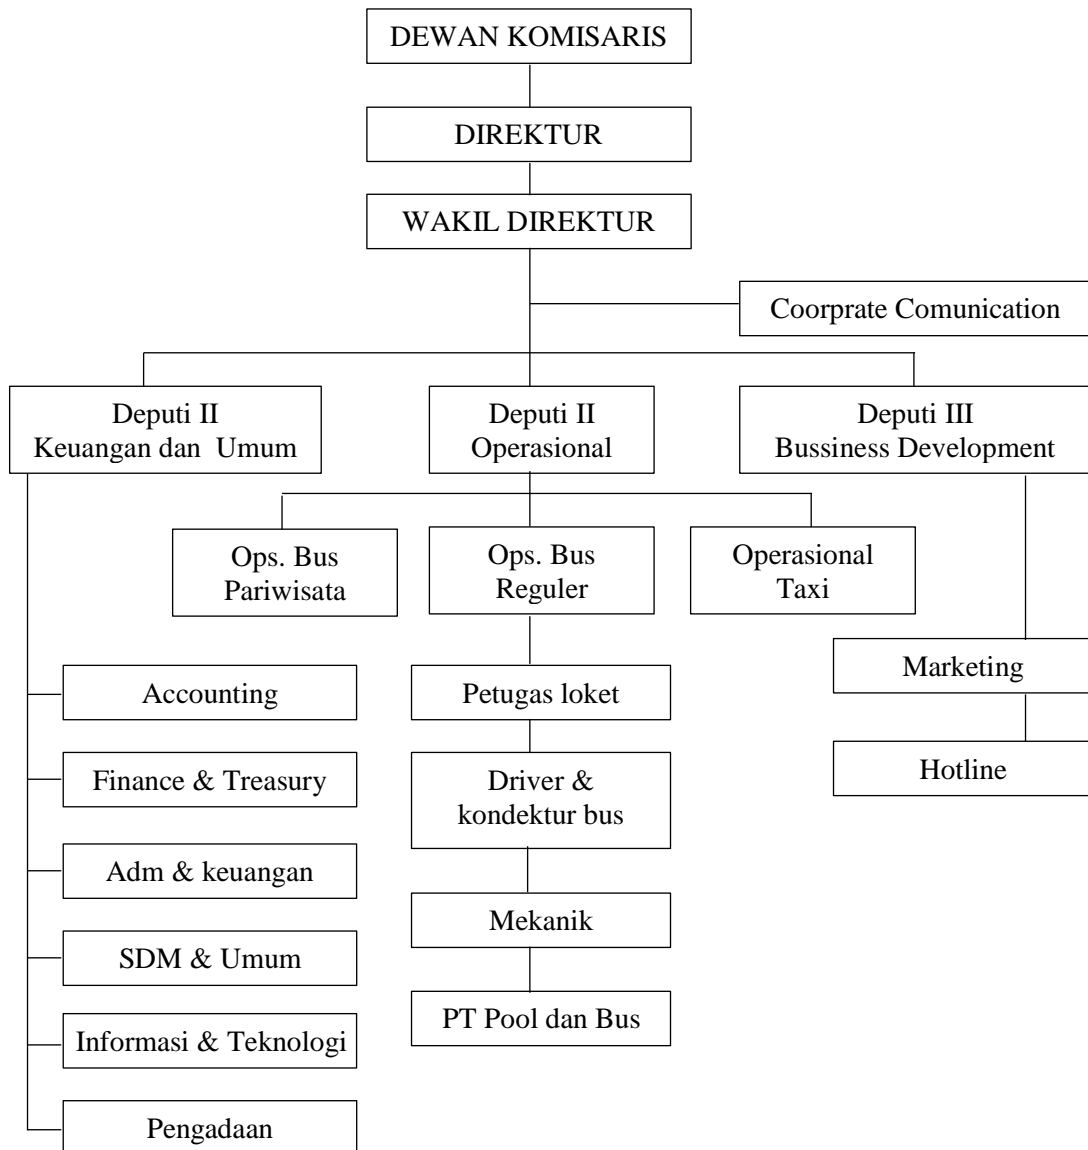 DEWAN KOMISARIS
DIREKTUR
WAKIL DIREKTUR
Coorprate Comunication
Deputi II
Keuangan dan Umum
Deputi II
Operasional
Deputi III
Bussiness Development
Ops. Bus
Pariwisata
Ops. Bus
Reguler
Operasional
Taxi
Accounting
Finance & Treasury
Adm & keuangan
SDM & Umum
Informasi & Teknologi
Pengadaan
Petugas loket
Driver &
kondektur bus
Mekanik
PT Pool dan Bus
Marketing
Hotline